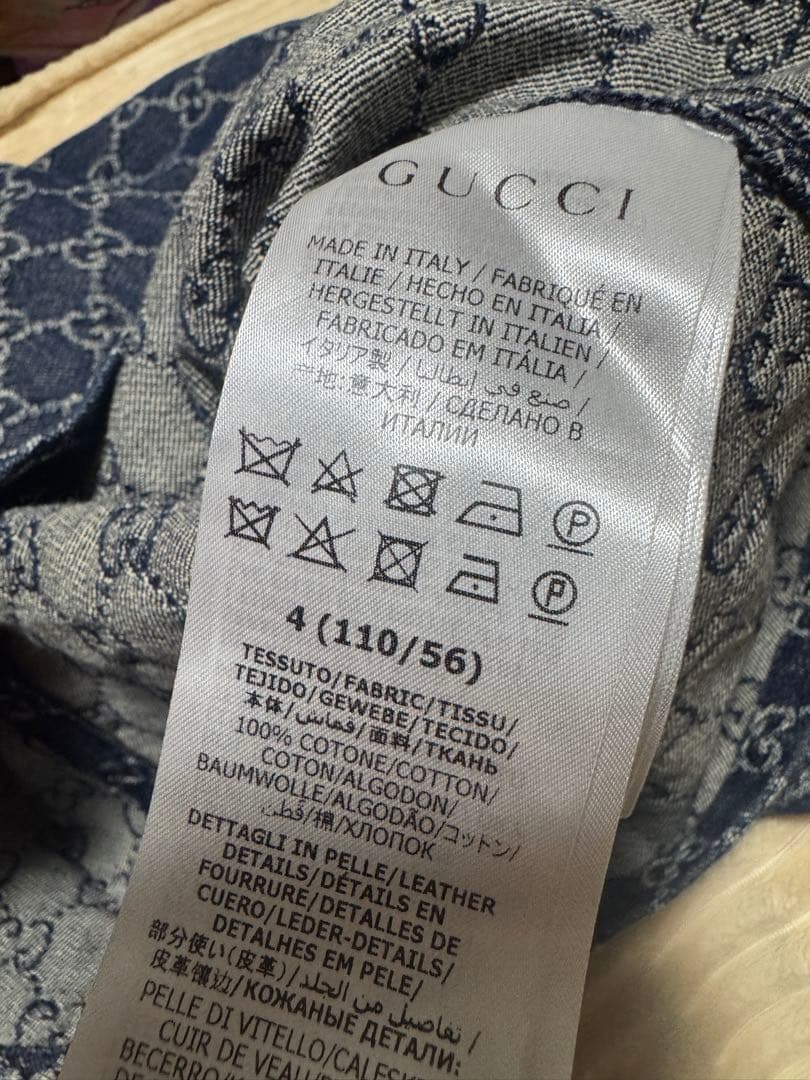 GUCCI
MADE IN ITALY / FABRIQUÉ EN
ITALIE / HECHO EN ITALIA /
HERGESTELLT IN ITALIEN /
FABRICADO EM ITÁLIA /
イタリア製 / صنع في ايطاليا /
产地: 意大利 / СДЕЛАНО В
ИТАЛИИ
P
P
4 (110/56)
TESSUTO/FABRIC/TISSU/
TEJIDO/GEWEBE/TECIDO/
本体/قماش/面料/ТКАНЬ
100% COTONE/COTTON/
COTON/ALGODON/
BAUMWOLLE/ALGODÃO/コットン/
قطن/棉/ХЛОПОК
DETTAGLI IN PELLE/LEATHER
DETAILS/DÉTAILS EN
FOURRURE/DETALLES DE
CUERO/LEDER-DETAILS/
DETALHES EM PELE/
部分使い(皮革)/تفاصيل من الجلد/
皮革镶边/КОЖАНЫЕ ДЕТАЛИ:
PELLE DI VITELLO/CALFSKIN/
CUIR DE VEAU/
BECERRO/